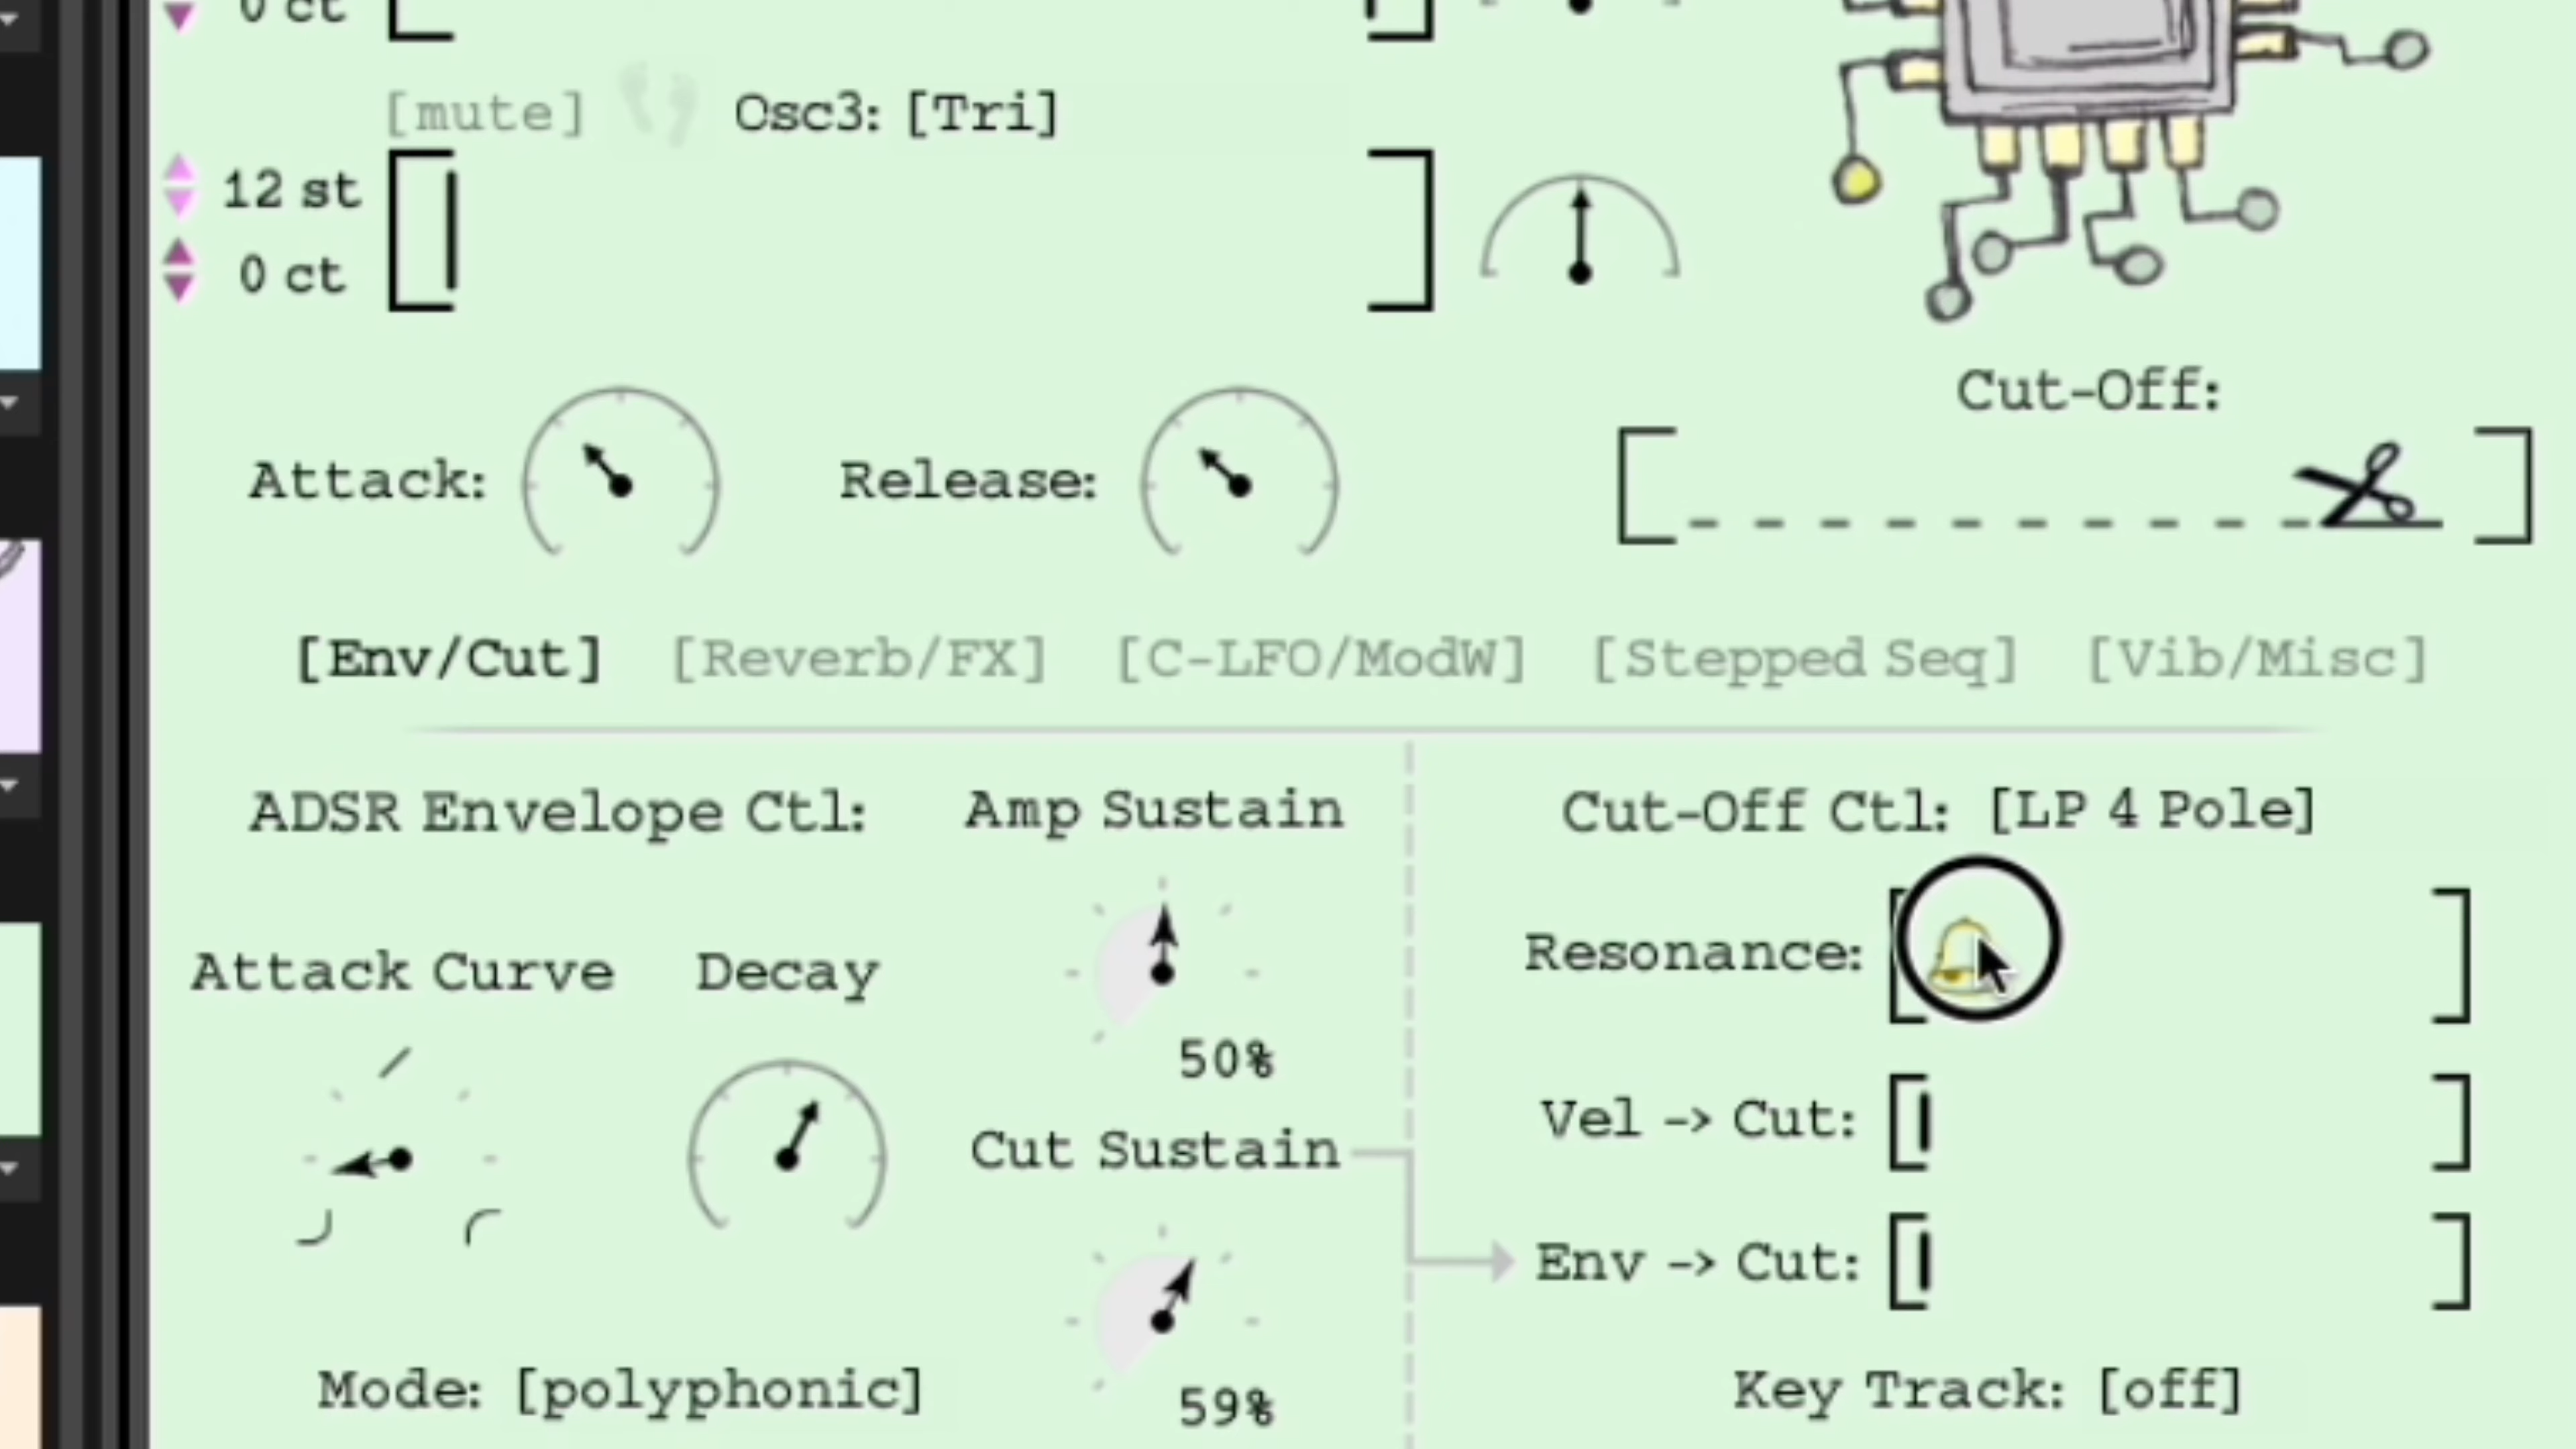 0 ct
[mute] Osc3: [Tri]
12 st
0 ct
Cut-Off:
Attack: Release:
[Env/Cut] [Reverb/FX] [C-LFO/ModW] [Stepped Seq] [Vib/Misc]
ADSR Envelope Ctl: Amp Sustain Cut-Off Ctl: [LP 4 Pole]
Attack Curve Decay Resonance:
50%
Cut Sustain Vel -> Cut:
Env -> Cut:
Mode: [polyphonic] 59% Key Track: [off]